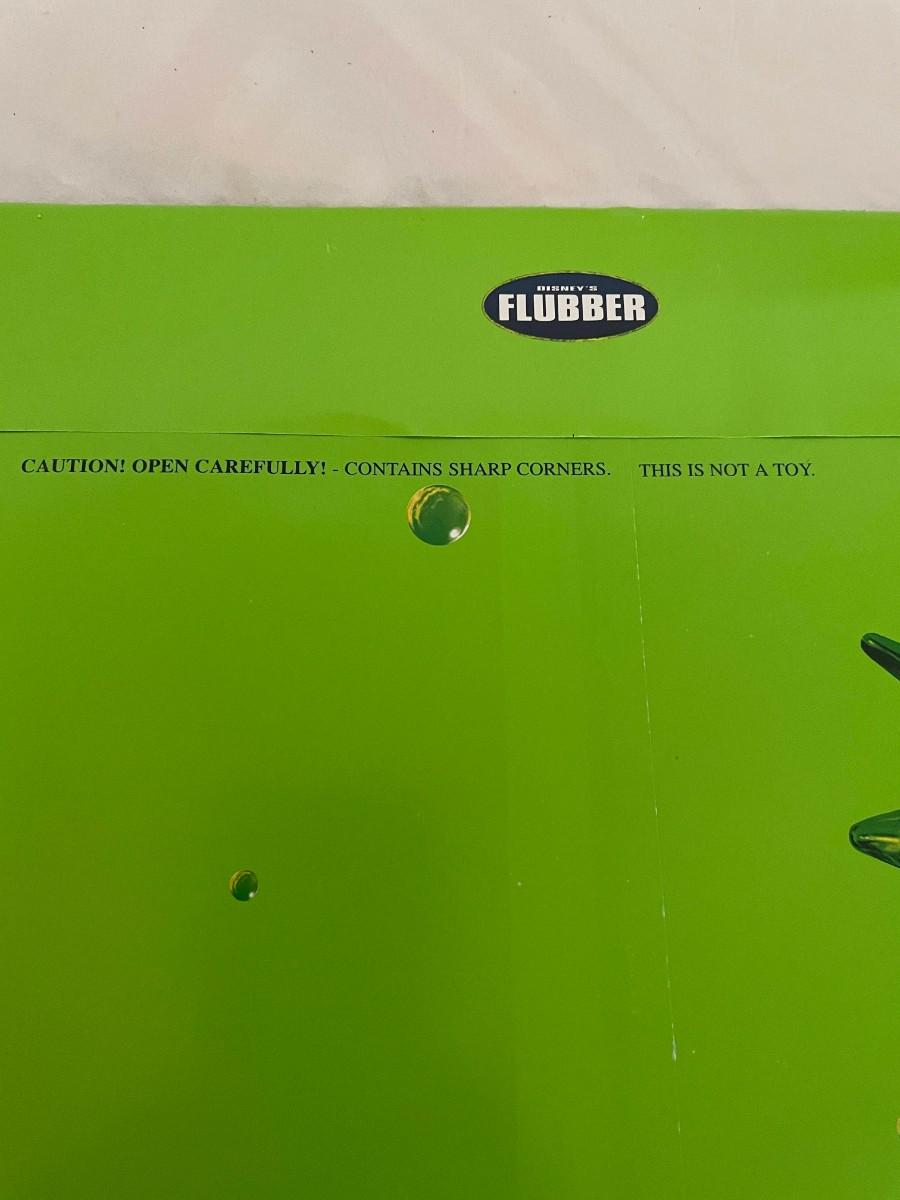 DISNEY'S
FLUBBER
CAUTION! OPEN CAREFULLY! - CONTAINS SHARP CORNERS. THIS IS NOT A TOY.